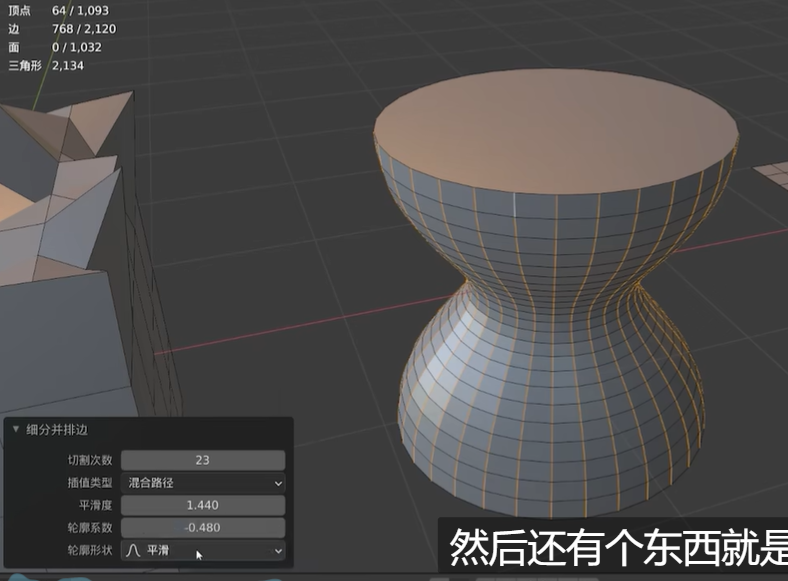 顶点 64 / 1,093
边 768 / 2,120
面 0 / 1,032
三角形 2,134
细分并排边
切割次数 23
插值类型 混合路径
平滑度 1.440
轮廓系数 -0.480
轮廓形状 平滑
然后还有个东西就是